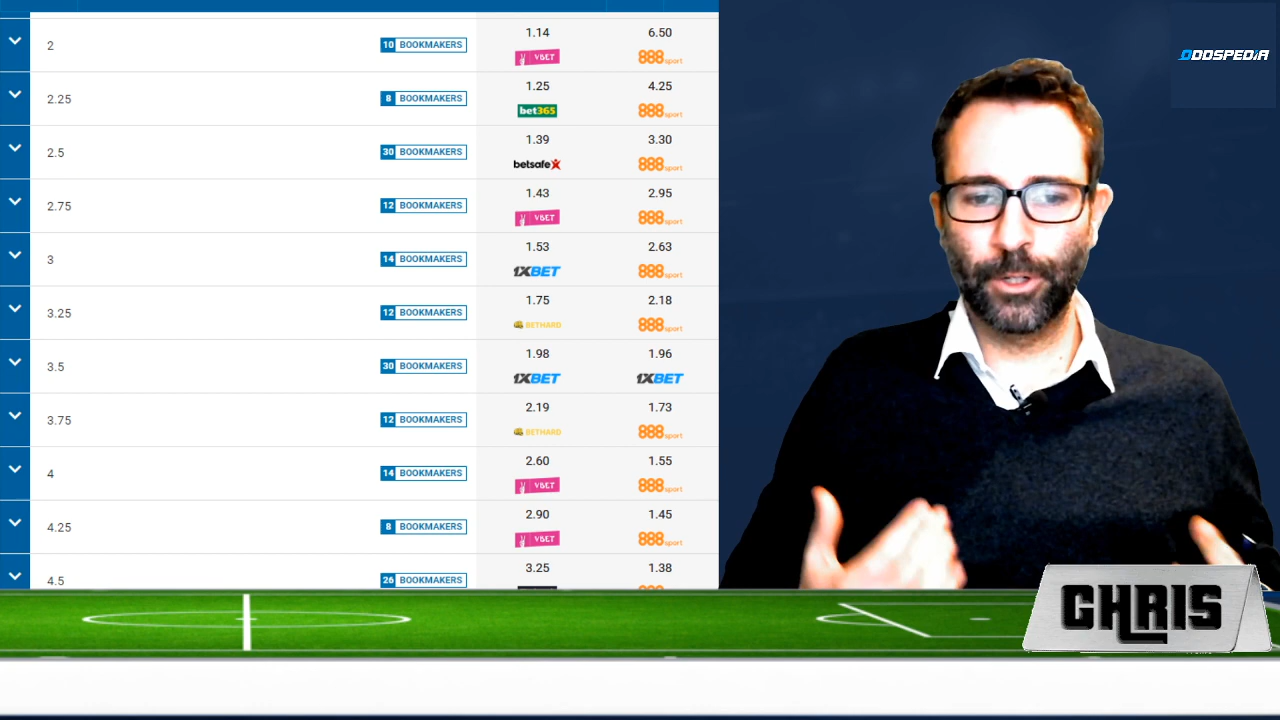 ODDSPEDIA
2 10 BOOKMAKERS 1.14 6.50
VBET 888sport
2.25 8 BOOKMAKERS 1.25 4.25
bet365 888sport
2.5 30 BOOKMAKERS 1.39 3.30
betsafe 888sport
2.75 12 BOOKMAKERS 1.43 2.95
VBET 888sport
3 14 BOOKMAKERS 1.53 2.63
1XBET 888sport
3.25 12 BOOKMAKERS 1.75 2.18
BETHARD 888sport
3.5 30 BOOKMAKERS 1.98 1.96
1XBET 1XBET
3.75 12 BOOKMAKERS 2.19 1.73
BETHARD 888sport
4 14 BOOKMAKERS 2.60 1.55
VBET 888sport
4.25 8 BOOKMAKERS 2.90 1.45
VBET 888sport
4.5 26 BOOKMAKERS 3.25 1.38
CHRIS